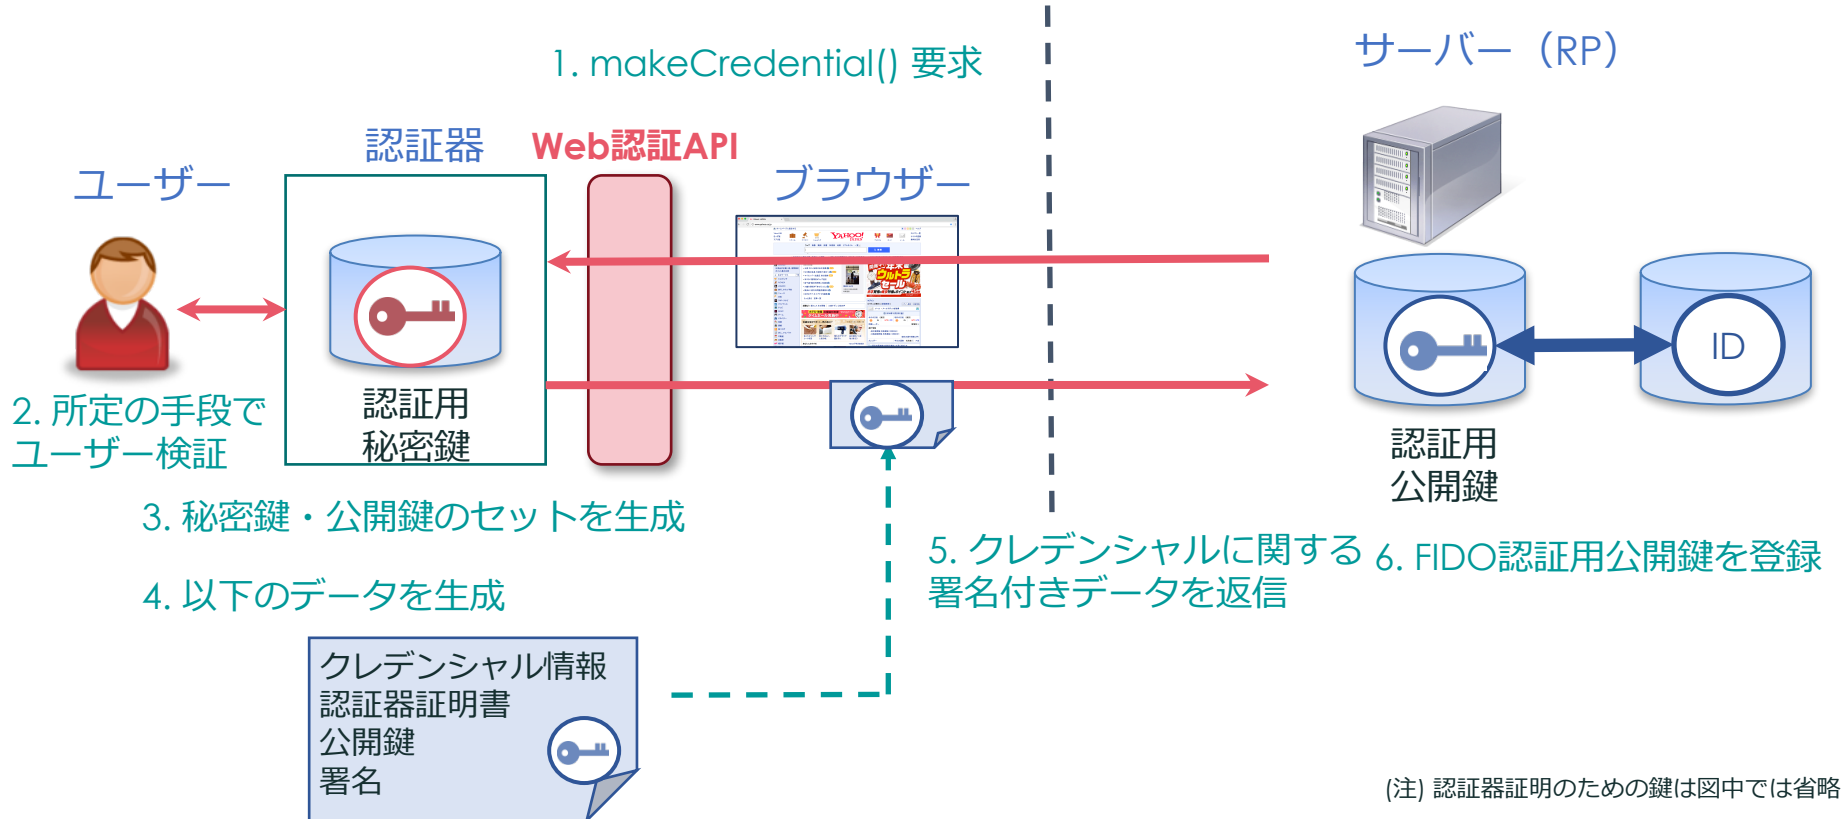 1. makeCredential() 要求
サーバー（RP）
認証器
Web認証API
ユーザー
ブラウザー
YAHOO!
ウルトラ
セール
ID
認証用
秘密鍵
2. 所定の手段で
ユーザー検証
認証用
公開鍵
3. 秘密鍵・公開鍵のセットを生成
4. 以下のデータを生成
5. クレデンシャルに関する
署名付きデータを返信
6. FIDO認証用公開鍵を登録
クレデンシャル情報
認証器証明書
公開鍵
署名
(注) 認証器証明のための鍵は図中では省略